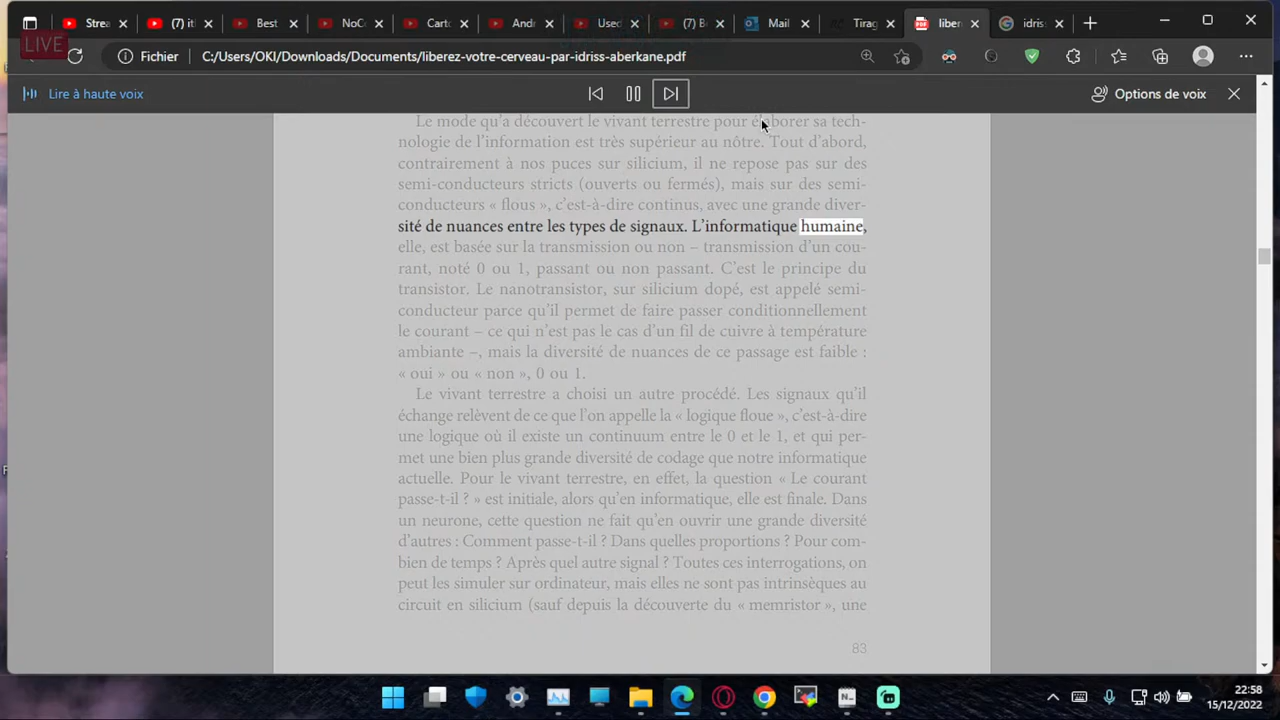 Strea
(7) it
Best
NoC
Cart
And
Used
(7) B
Mail
Tirag
liber
idris
LIVE
Fichier
C:/Users/OKI/Downloads/Documents/liberez-votre-cerveau-par-idriss-aberkane.pdf
Lire à haute voix
Options de voix
Le mode qu'a découvert le vivant terrestre pour élaborer sa tech-
nologie de l'information est très supérieur au nôtre. Tout d'abord,
contrairement à nos puces sur silicium, il ne repose pas sur des
semi-conducteurs stricts (ouverts ou fermés), mais sur des semi-
conducteurs « flous », c'est-à-dire continus, avec une grande diver-
sité de nuances entre les types de signaux. L'informatique humaine,
elle, est basée sur la transmission ou non – transmission d'un cou-
rant, noté 0 ou 1, passant ou non passant. C'est le principe du
transistor. Le nanotransistor, sur silicium dopé, est appelé semi-
conducteur parce qu'il permet de faire passer conditionnellement
le courant – ce qui n'est pas le cas d'un fil de cuivre à température
ambiante –, mais la diversité de nuances de ce passage est faible :
« oui » ou « non », 0 ou 1.
Le vivant terrestre a choisi un autre procédé. Les signaux qu'il
échange relèvent de ce que l'on appelle la « logique floue », c'est-à-dire
une logique où il existe un continuum entre le 0 et le 1, et qui per-
met une bien plus grande diversité de codage que notre informatique
actuelle. Pour le vivant terrestre, en effet, la question « Le courant
passe-t-il ? » est initiale, alors qu'en informatique, elle est finale. Dans
un neurone, cette question ne fait qu'en ouvrir une grande diversité
d'autres : Comment passe-t-il ? Dans quelles proportions ? Pour com-
bien de temps ? Après quel autre signal ? Toutes ces interrogations, on
peut les simuler sur ordinateur, mais elles ne sont pas intrinsèques au
circuit en silicium (sauf depuis la découverte du « memristor », une
83
22:58
15/12/2022